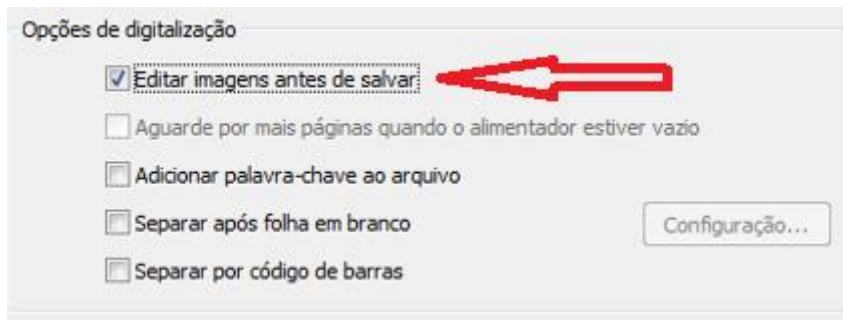 Opções de digitalização
Editar imagens antes de salvar
Aguarde por mais páginas quando o alimentador estiver vazio
Adicionar palavra-chave ao arquivo
Separar após folha em branco
Configuração...
Separar por código de barras